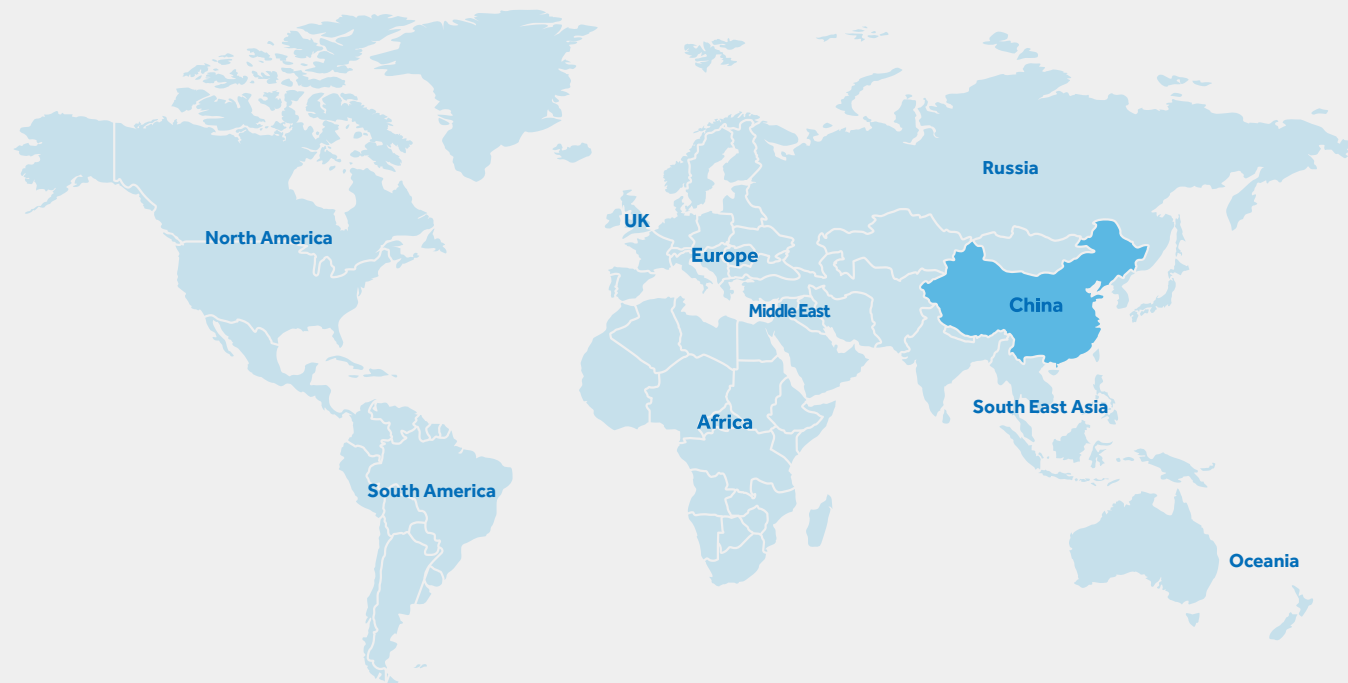 Russia
UK
North America
Europe
China
Middle East
South East Asia
Africa
South America
Oceania